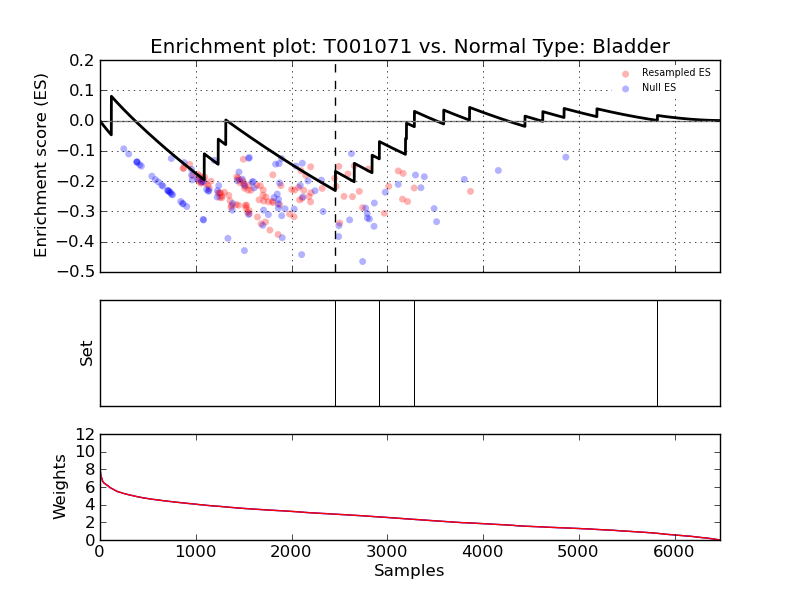 Enrichment plot: T001071 vs. Normal Type: Bladder
Enrichment score (ES)
0.2
0.1
0.0
−0.1
−0.2
−0.3
−0.4
−0.5
Resampled ES
Null ES
Set
Weights
12
10
8
6
4
2
0
0 1000 2000 3000 4000 5000 6000
Samples